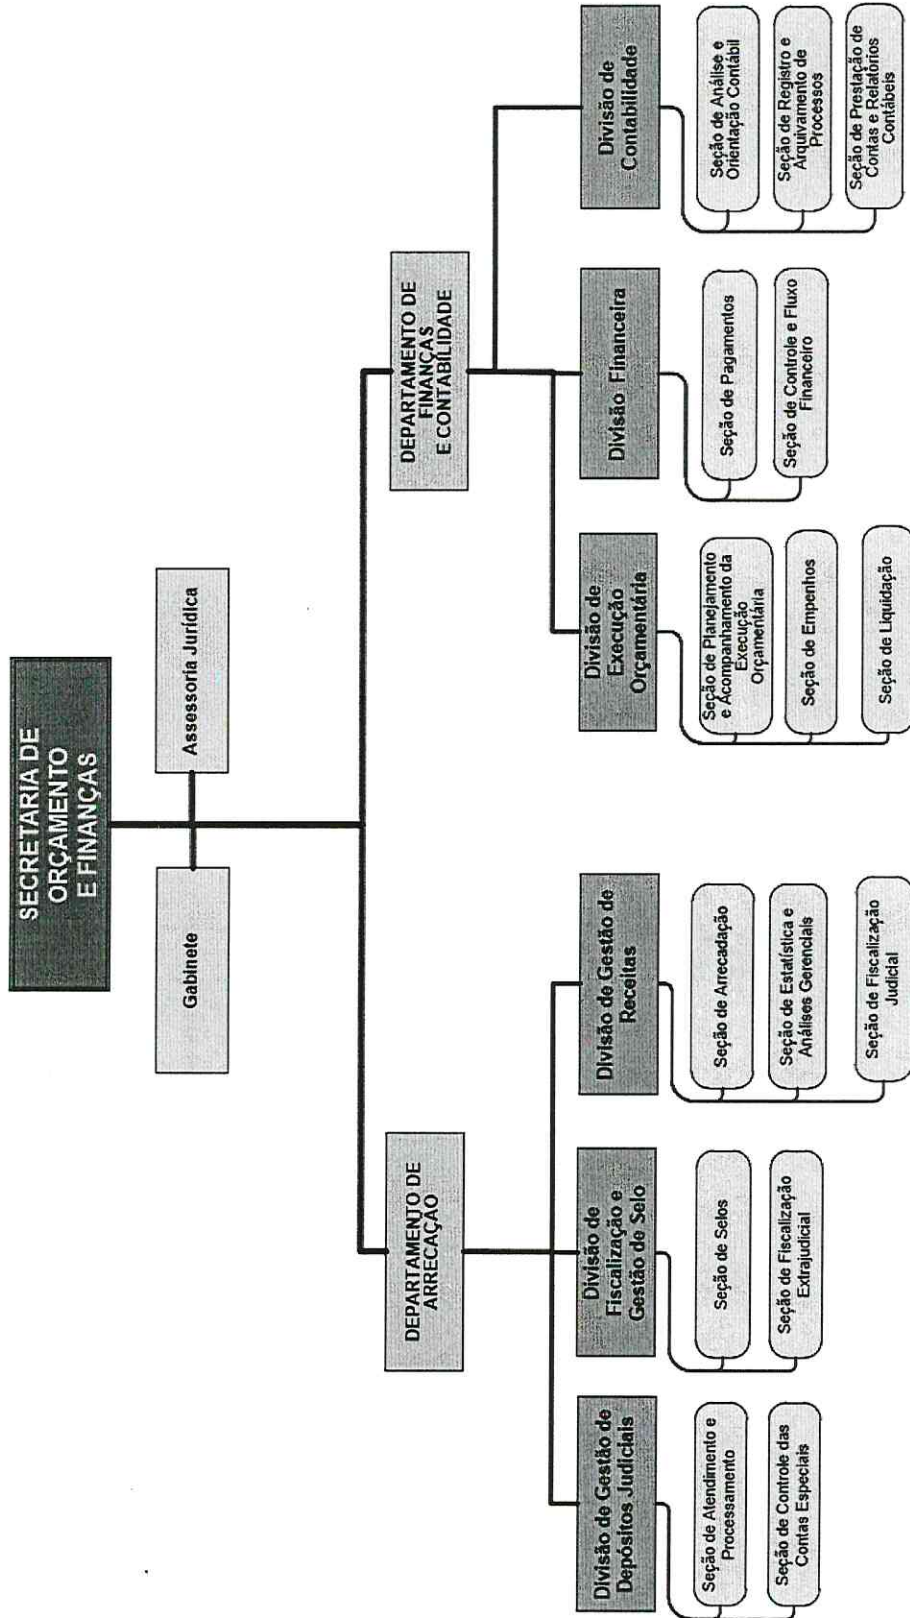 SECRETARIA DE
ORÇAMENTO
E FINANÇAS
Gabinete
Assessoria Jurídica
DEPARTAMENTO DE
ARRECAÇÃO
DEPARTAMENTO DE
FINANÇAS
E CONTABILIDADE
Divisão de Gestão de
Depósitos Judiciais
Seção de Atendimento e
Processamento
Seção de Controle das
Contas Especiais
Divisão de
Fiscalização e
Gestão de Selo
Seção de Selos
Seção de Fiscalização
Extrajudicial
Divisão de Gestão de
Receitas
Seção de Arrecadação
Seção de Estatística e
Análises Gerenciais
Seção de Fiscalização
Judicial
Divisão de
Execução
Orçamentária
Seção de Planejamento
e Acompanhamento da
Execução
Orçamentária
Seção de Empenhos
Seção de Liquidação
Divisão Financeira
Seção de Pagamentos
Seção de Controle e Fluxo
Financeiro
Divisão de
Contabilidade
Seção de Análise e
Orientação Contábil
Seção de Registro e
Arquivamento de
Processos
Seção de Prestação de
Contas e Relatórios
Contábeis